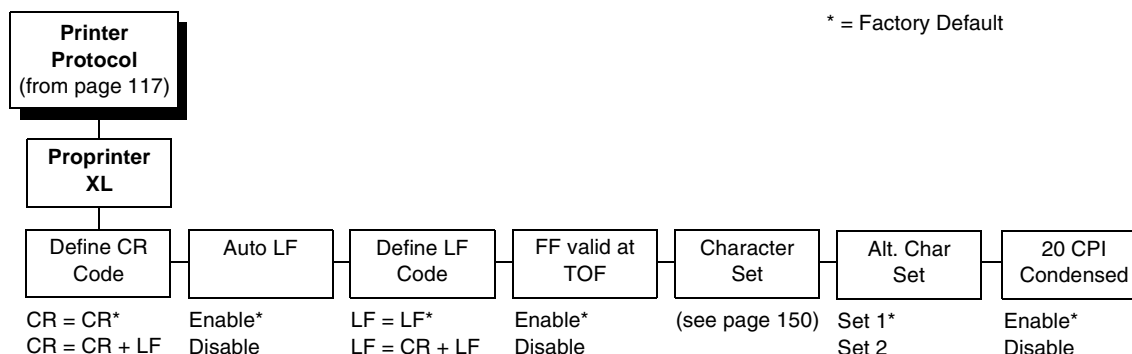 * = Factory Default
Printer
Protocol
(from page 117)
Proprinter
XL
Define CR
Code
Auto LF
Define LF
Code
FF valid at
TOF
Character
Set
Alt. Char
Set
20 CPI
Condensed
CR = CR*
CR = CR + LF
Enable*
Disable
LF = LF*
LF = CR + LF
Enable*
Disable
(see page 150)
Set 1*
Set 2
Enable*
Disable